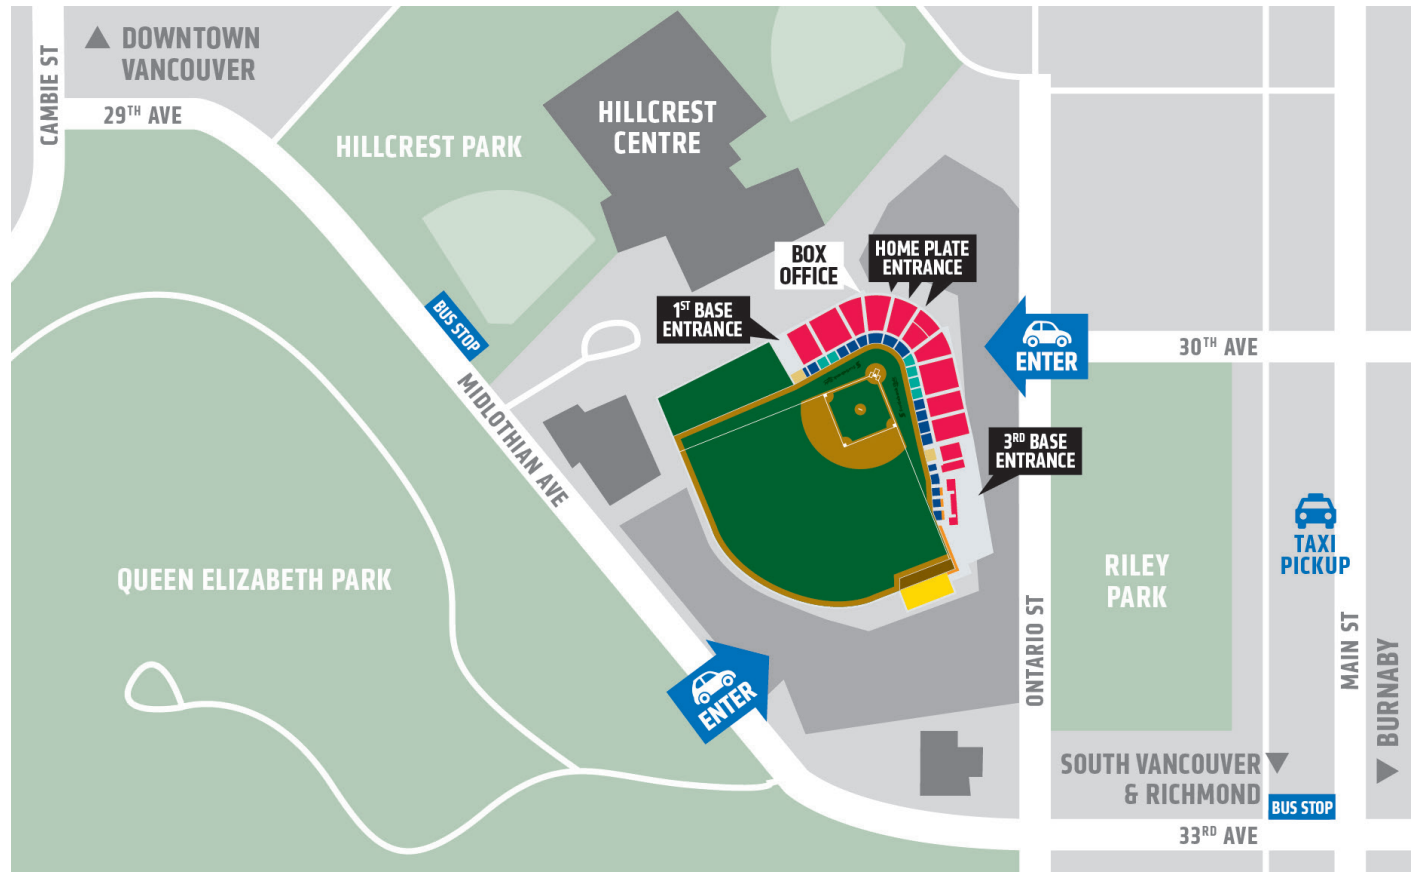 DOWNTOWN
VANCOUVER
CAMBIE ST
29TH AVE
HILLCREST PARK
HILLCREST
CENTRE
BOX
OFFICE
HOME PLATE
ENTRANCE
1ST BASE
ENTRANCE
BUS STOP
ENTER
30TH AVE
MIDLOTHIAN AVE
3RD BASE
ENTRANCE
TAXI
PICKUP
QUEEN ELIZABETH PARK
RILEY
PARK
ONTARIO ST
MAIN ST
BURNABY
ENTER
SOUTH VANCOUVER
& RICHMOND
BUS STOP
33RD AVE